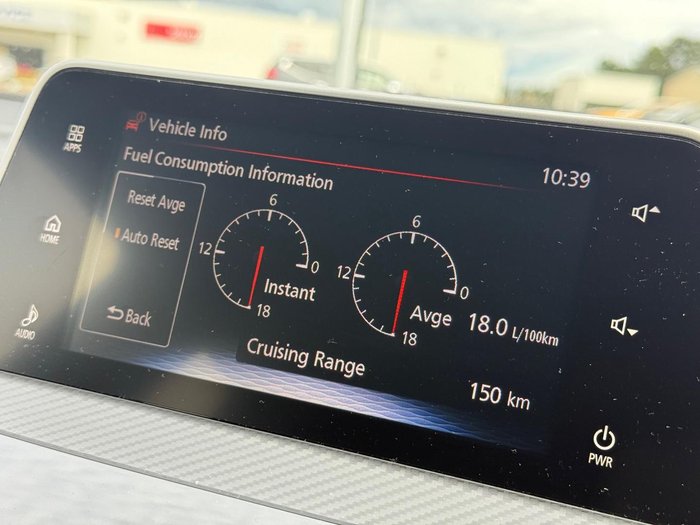 Vehicle Info
10:39
Fuel Consumption Information
APPS
HOME
AUDIO
Reset Avge
Auto Reset
Back
6
12
0
18
Instant
6
12
0
18
Avge
18.0 L/100km
Cruising Range
150 km
PWR